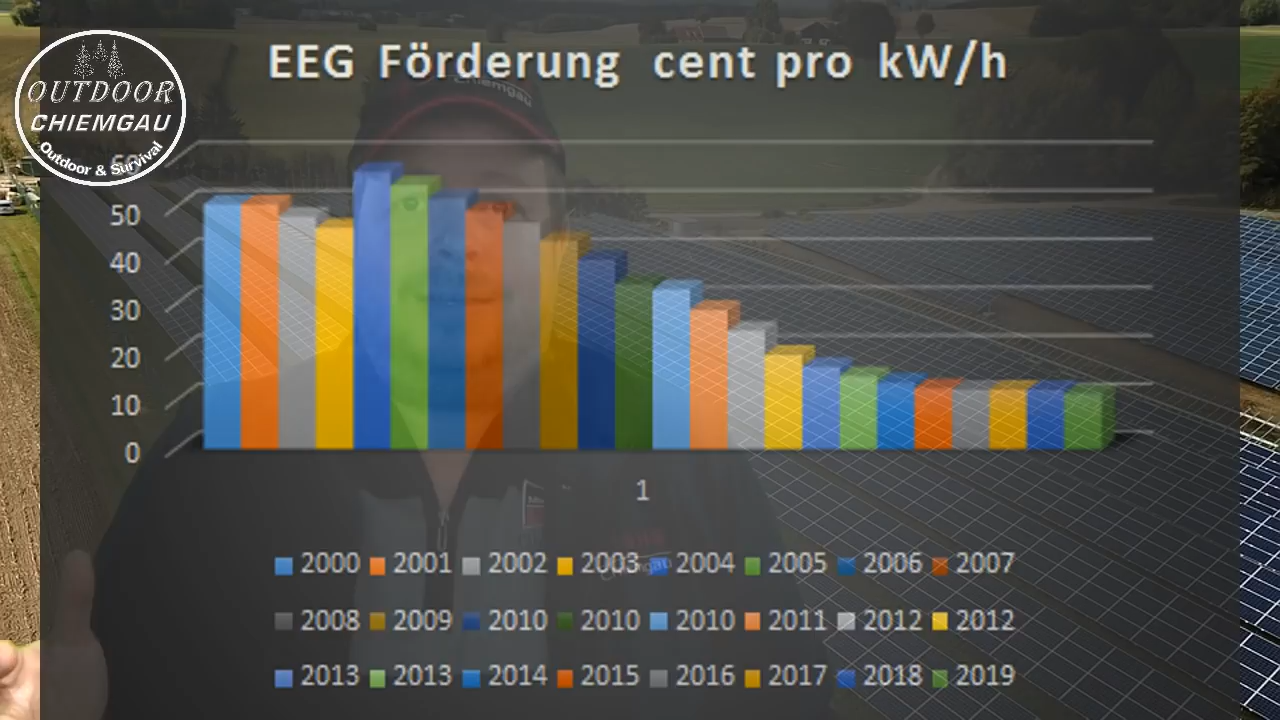 EEG Förderung cent pro kW/h
OUTDOOR
CHIEMGAU
Outdoor & Survival
Chiemgau
60
50
40
30
20
10
0
1
2000 2001 2002 2003 2004 2005 2006 2007
2008 2009 2010 2010 2010 2011 2012 2012
2013 2013 2014 2015 2016 2017 2018 2019